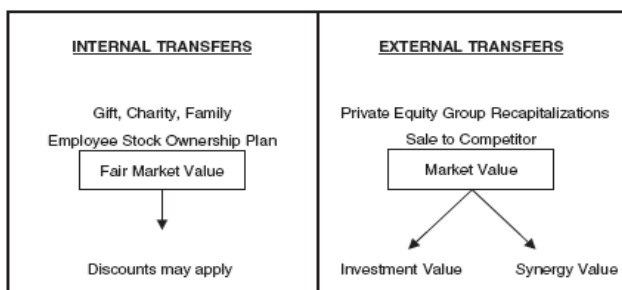 INTERNAL TRANSFERS
Gift, Charity, Family
Employee Stock Ownership Plan
Fair Market Value
Discounts may apply
EXTERNAL TRANSFERS
Private Equity Group Recapitalizations
Sale to Competitor
Market Value
Investment Value
Synergy Value